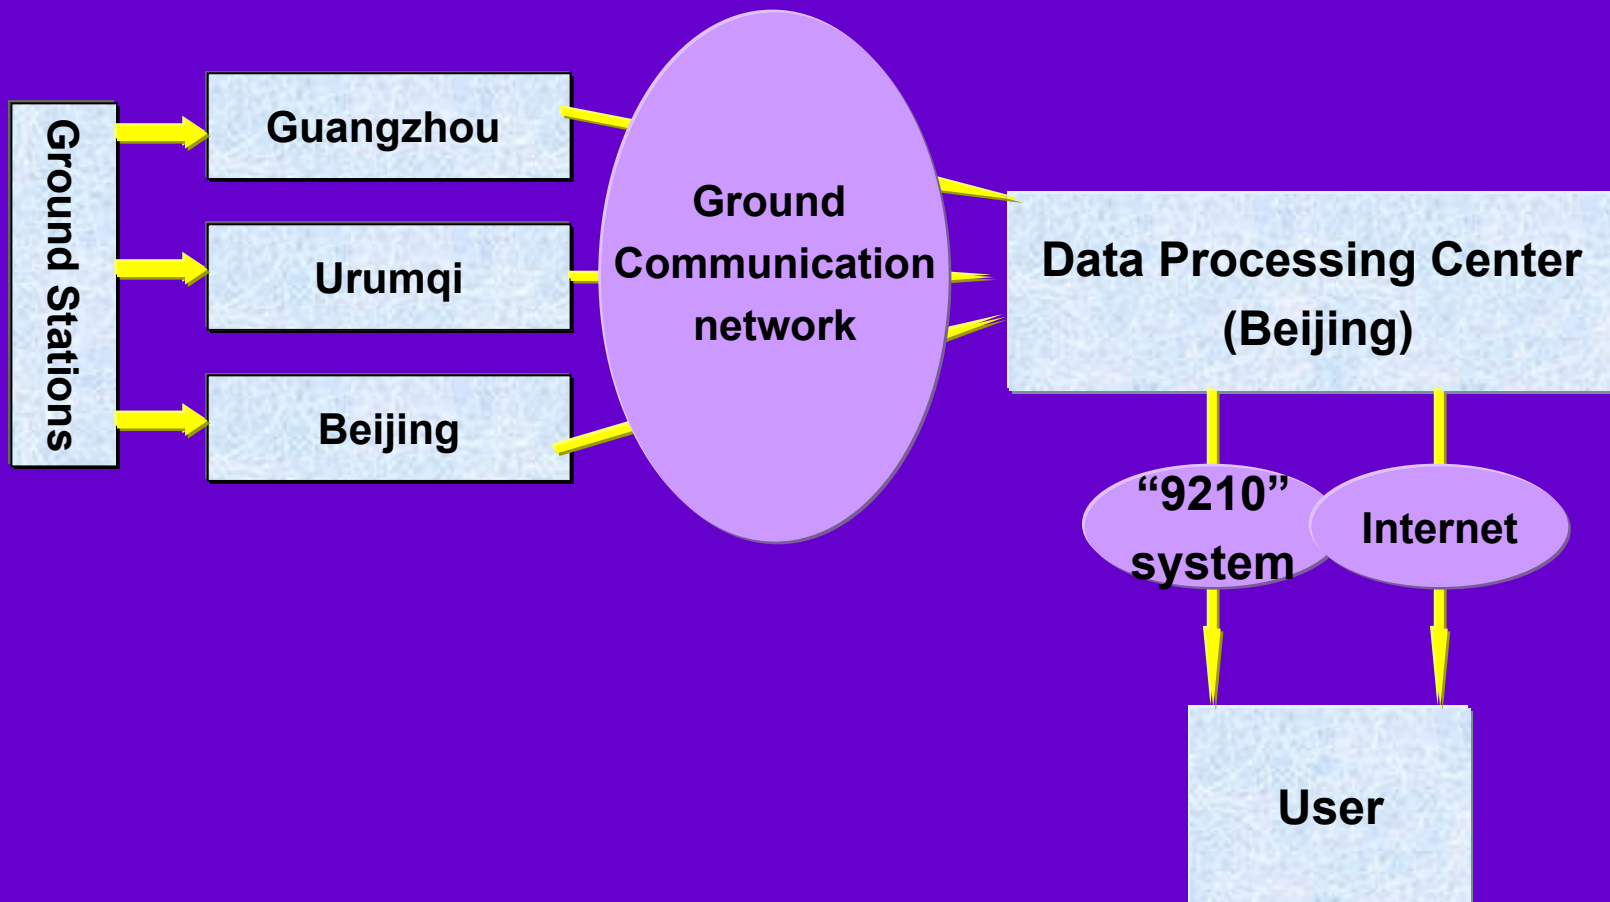 Ground Stations
Guangzhou
Urumqi
Beijing
Ground
Communication
network
Data Processing Center
(Beijing)
“9210”
system
Internet
User